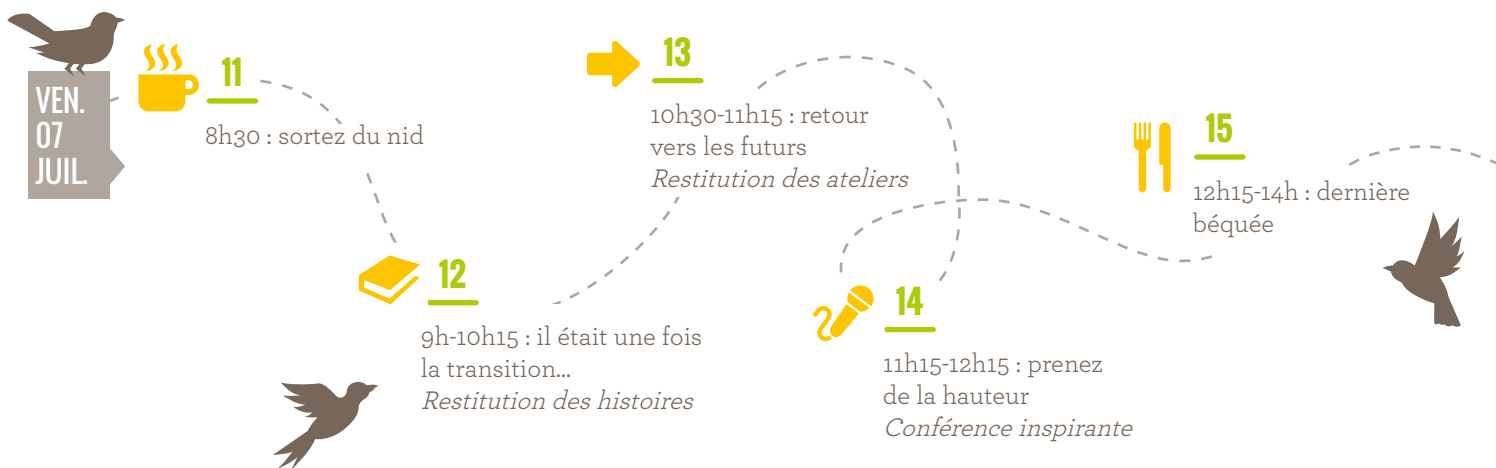 VEN.
07
JUIL.
11
8h30 : sortez du nid
12
9h-10h15 : il était une fois
la transition...
Restitution des histoires
13
10h30-11h15 : retour
vers les futurs
Restitution des ateliers
14
11h15-12h15 : prenez
de la hauteur
Conférence inspirante
15
12h15-14h : dernière
béquée